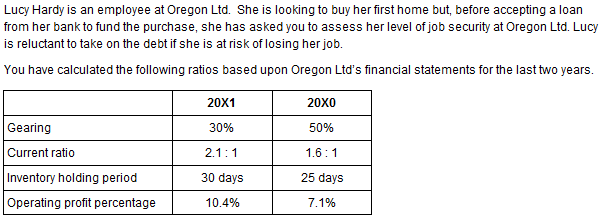 Lucy Hardy is an employee at Oregon Ltd.  She is looking to buy her first home but, before accepting a loan
from her bank to fund the purchase, she has asked you to assess her level of job security at Oregon Ltd. Lucy
is reluctant to take on the debt if she is at risk of losing her job.
You have calculated the following ratios based upon Oregon Ltd's financial statements for the last two years.
20X1 20X0
Gearing 30% 50%
Current ratio 2.1 : 1 1.6 : 1
Inventory holding period 30 days 25 days
Operating profit percentage 10.4% 7.1%